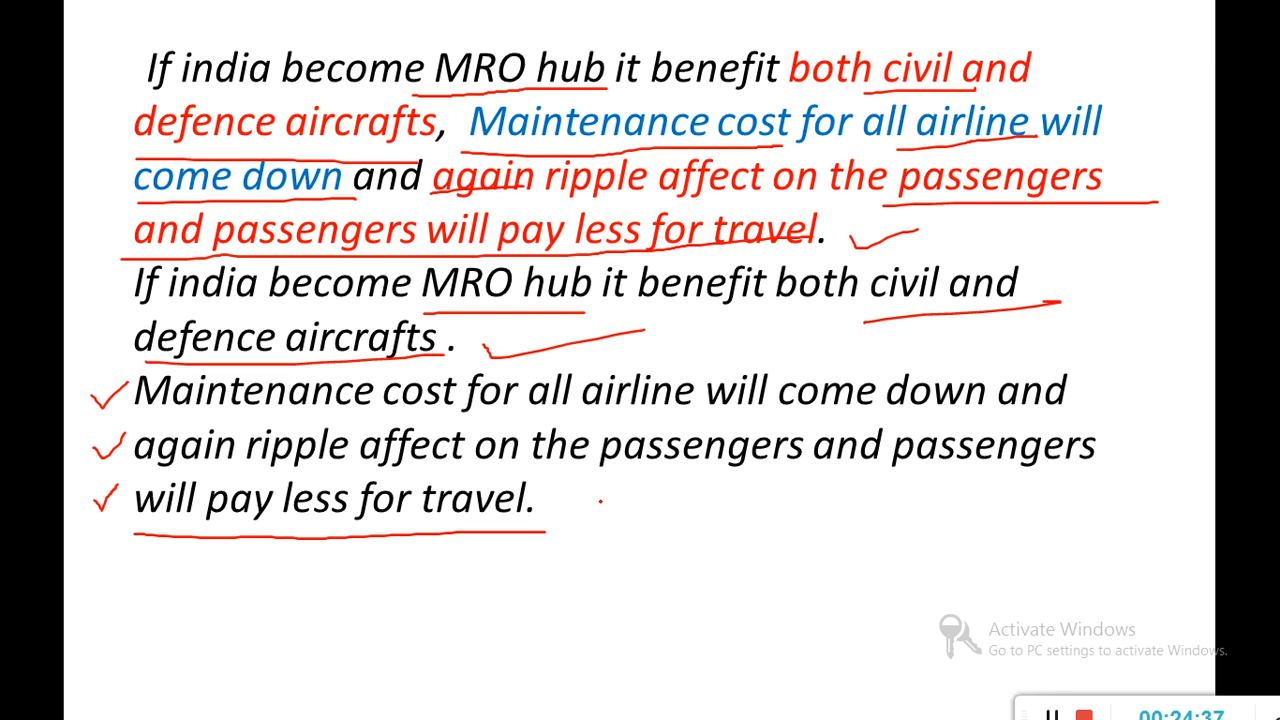 If india become MRO hub it benefit both civil and
defence aircrafts, Maintenance cost for all airline will
come down and again ripple affect on the passengers
and passengers will pay less for travel.
If india become MRO hub it benefit both civil and
defence aircrafts .
Maintenance cost for all airline will come down and
again ripple affect on the passengers and passengers
will pay less for travel.
Activate Windows
Go to PC settings to activate Windows.
00:24:37